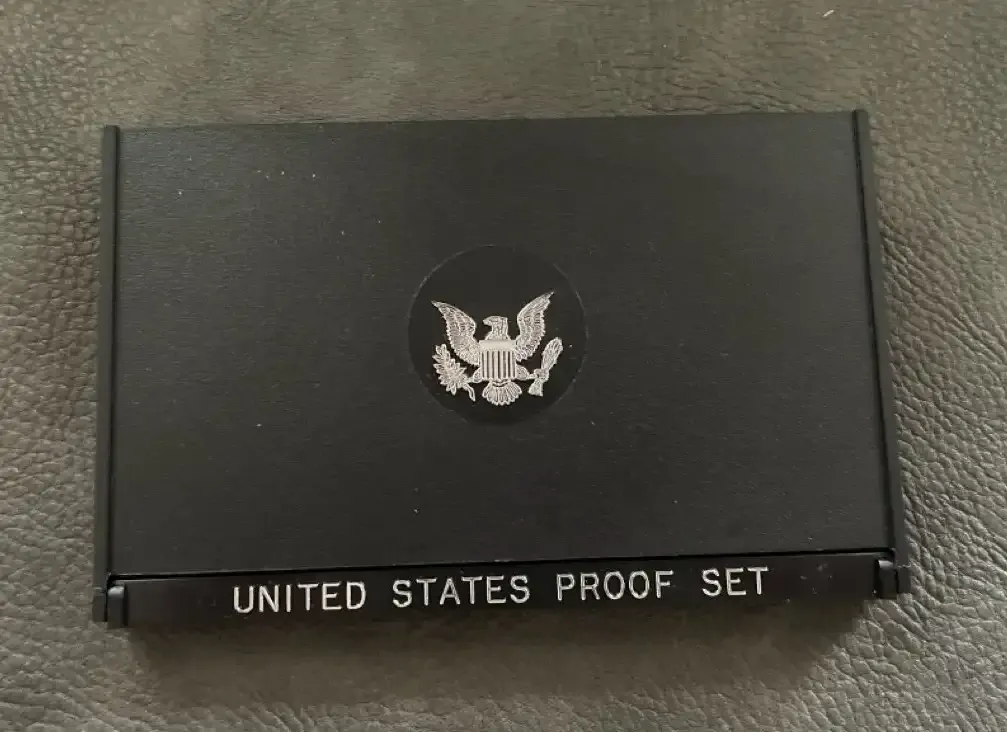 UNITED STATES PROOF SET